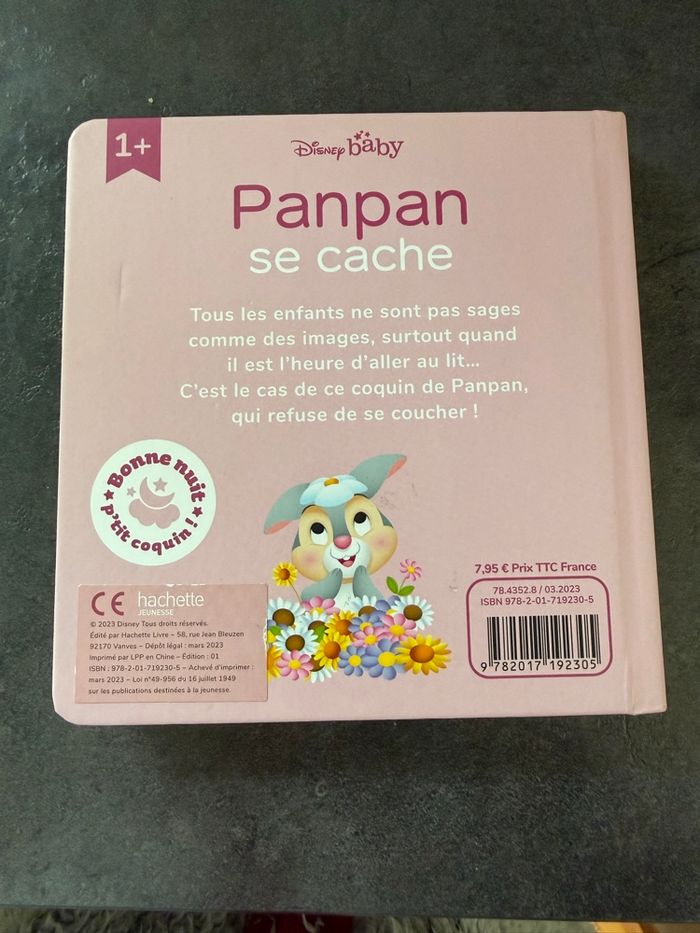 1+
Disney baby
Panpan
se cache
Tous les enfants ne sont pas sages
comme des images, surtout quand
il est l'heure d'aller au lit...
C'est le cas de ce coquin de Panpan,
qui refuse de se coucher !
Bonne nuit
p'tit coquin !
CE hachette
JEUNESSE
© 2023 Disney Tous droits réservés.
Édité par Hachette Livre – 58, rue Jean Bleuzen
92170 Vanves – Dépôt légal : mars 2023
Imprimé par LPP en Chine – Édition : 01
ISBN : 978-2-01-719230-5 – Achevé d'imprimer :
mars 2023 – Loi n°49-956 du 16 juillet 1949
sur les publications destinées à la jeunesse.
7,95 € Prix TTC France
78.4352.8 / 03.2023
ISBN 978-2-01-719230-5
9 782017 192305